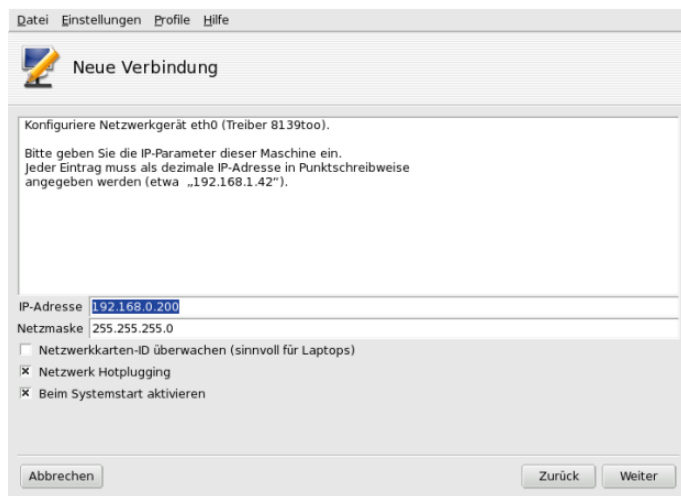 Datei Einstellungen Profile Hilfe
Neue Verbindung
Konfiguriere Netzwerkgerät eth0 (Treiber 8139too).
Bitte geben Sie die IP-Parameter dieser Maschine ein.
Jeder Eintrag muss als dezimale IP-Adresse in Punktschreibweise
angegeben werden (etwa „192.168.1.42“).
IP-Adresse 192.168.0.200
Netzmaske 255.255.255.0
Netzwerkkarten-ID überwachen (sinnvoll für Laptops)
Netzwerk Hotplugging
Beim Systemstart aktivieren
Abbrechen Zurück Weiter